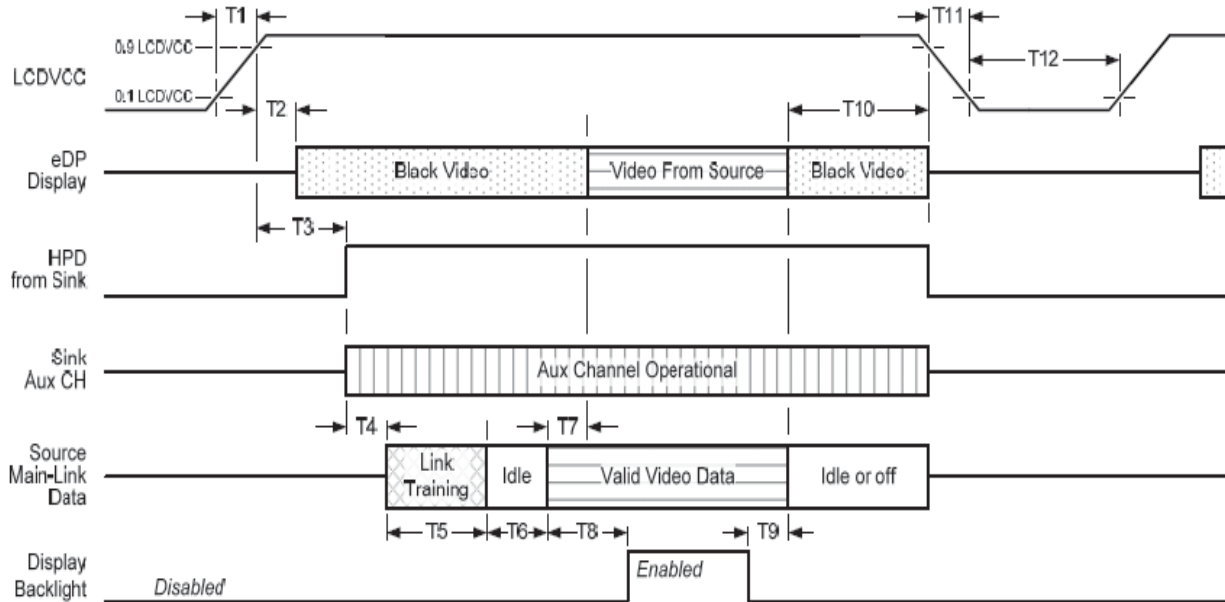 T1
T11
0.9 LCDVCC
LCDVCC
T12
0.1 LCDVCC
T2
T10
eDP
Display
Black Video
Video From Source
Black Video
T3
HPD
from Sink
Sink
Aux CH
Aux Channel Operational
T4
T7
Source
Main-Link
Data
Link
Training
Idle
Valid Video Data
Idle or off
T5
T6
T8
T9
Display
Backlight
Disabled
Enabled